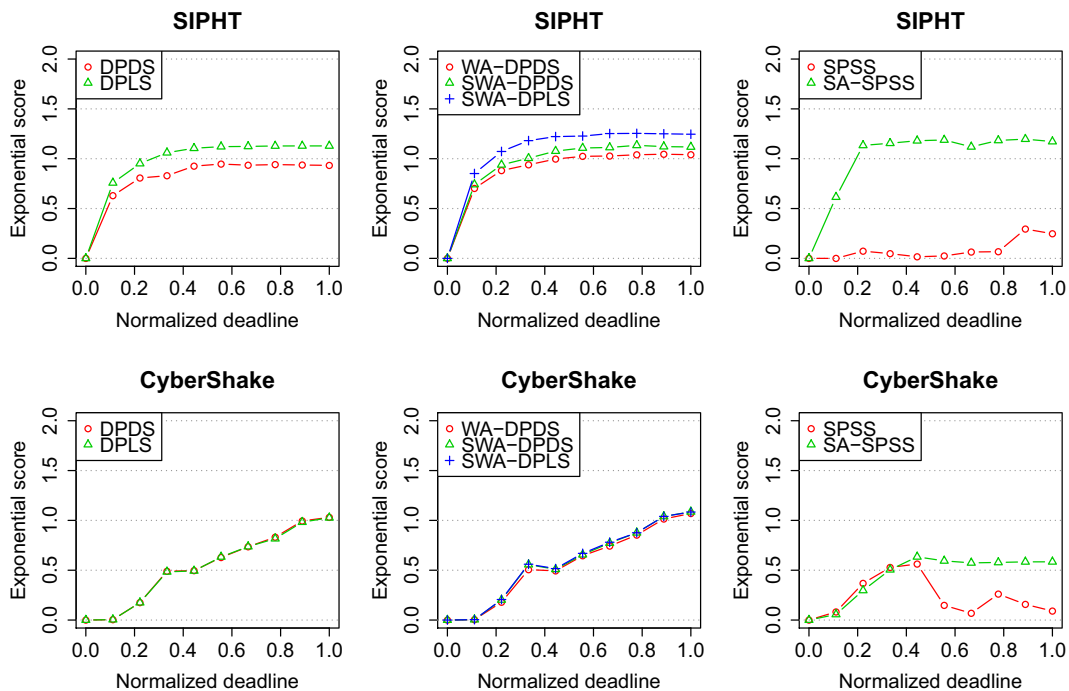 SIPHT
Exponential score
0.0 0.5 1.0 1.5 2.0
DPDS
DPLS
0.0 0.2 0.4 0.6 0.8 1.0
Normalized deadline
SIPHT
Exponential score
0.0 0.5 1.0 1.5 2.0
WA-DPDS
SWA-DPDS
SWA-DPLS
0.0 0.2 0.4 0.6 0.8 1.0
Normalized deadline
SIPHT
Exponential score
0.0 0.5 1.0 1.5 2.0
SPSS
SA-SPSS
0.0 0.2 0.4 0.6 0.8 1.0
Normalized deadline
CyberShake
Exponential score
0.0 0.5 1.0 1.5 2.0
DPDS
DPLS
0.0 0.2 0.4 0.6 0.8 1.0
Normalized deadline
CyberShake
Exponential score
0.0 0.5 1.0 1.5 2.0
WA-DPDS
SWA-DPDS
SWA-DPLS
0.0 0.2 0.4 0.6 0.8 1.0
Normalized deadline
CyberShake
Exponential score
0.0 0.5 1.0 1.5 2.0
SPSS
SA-SPSS
0.0 0.2 0.4 0.6 0.8 1.0
Normalized deadline